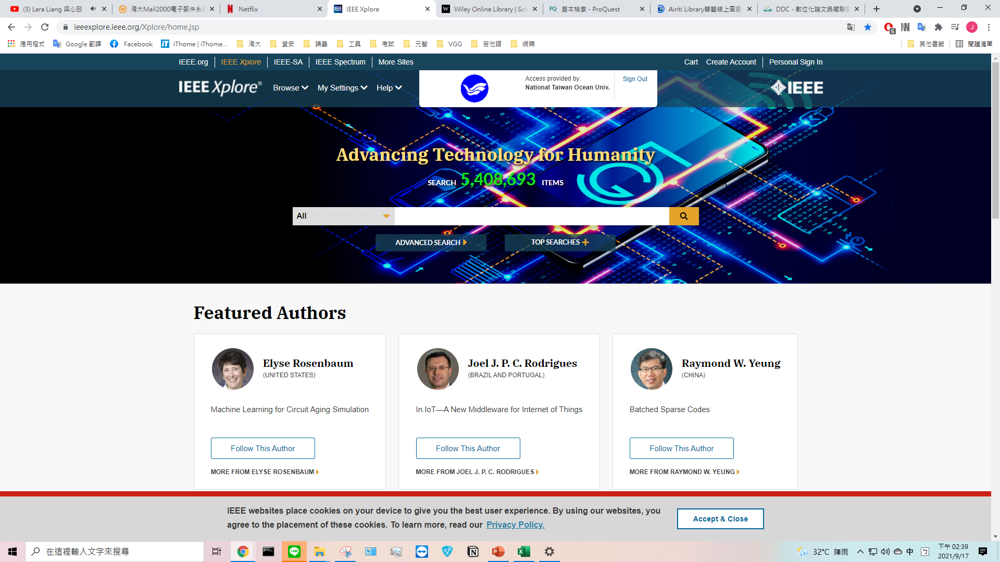 (3) Lara Liang 梁心頤
海大Mail2000電子郵件系
Netflix
IEEE Xplore
Wiley Online Library | Scie
基本檢索 - ProQuest
Airiti Library華藝線上圖書
DDC - 數位化論文典藏聯盟
ieeexplore.ieee.org/Xplore/home.jsp
6
J
應用程式
Google 翻譯
Facebook
iThome | iThome...
海大
資安
講義
工具
考試
元智
VGG
吉他譜
網購
其他書籤
閱讀清單
IEEE.org
IEEE Xplore
IEEE-SA
IEEE Spectrum
More Sites
Cart
Create Account
Personal Sign In
IEEE Xplore®
Browse
My Settings
Help
Access provided by:
National Taiwan Ocean Univ.
Sign Out
IEEE
Advancing Technology for Humanity
SEARCH 5,408,693 ITEMS
All
ADVANCED SEARCH
TOP SEARCHES
Featured Authors
Elyse Rosenbaum
(UNITED STATES)
Machine Learning for Circuit Aging Simulation
Follow This Author
MORE FROM ELYSE ROSENBAUM
Joel J. P. C. Rodrigues
(BRAZIL AND PORTUGAL)
In.IoT—A New Middleware for Internet of Things
Follow This Author
MORE FROM JOEL J. P. C. RODRIGUES
Raymond W. Yeung
(CHINA)
Batched Sparse Codes
Follow This Author
MORE FROM RAYMOND W. YEUNG
IEEE websites place cookies on your device to give you the best user experience. By using our websites, you
agree to the placement of these cookies. To learn more, read our Privacy Policy.
Accept & Close
在這裡輸入文字來搜尋
32°C 陣雨
中
下午 02:39
2021/9/17